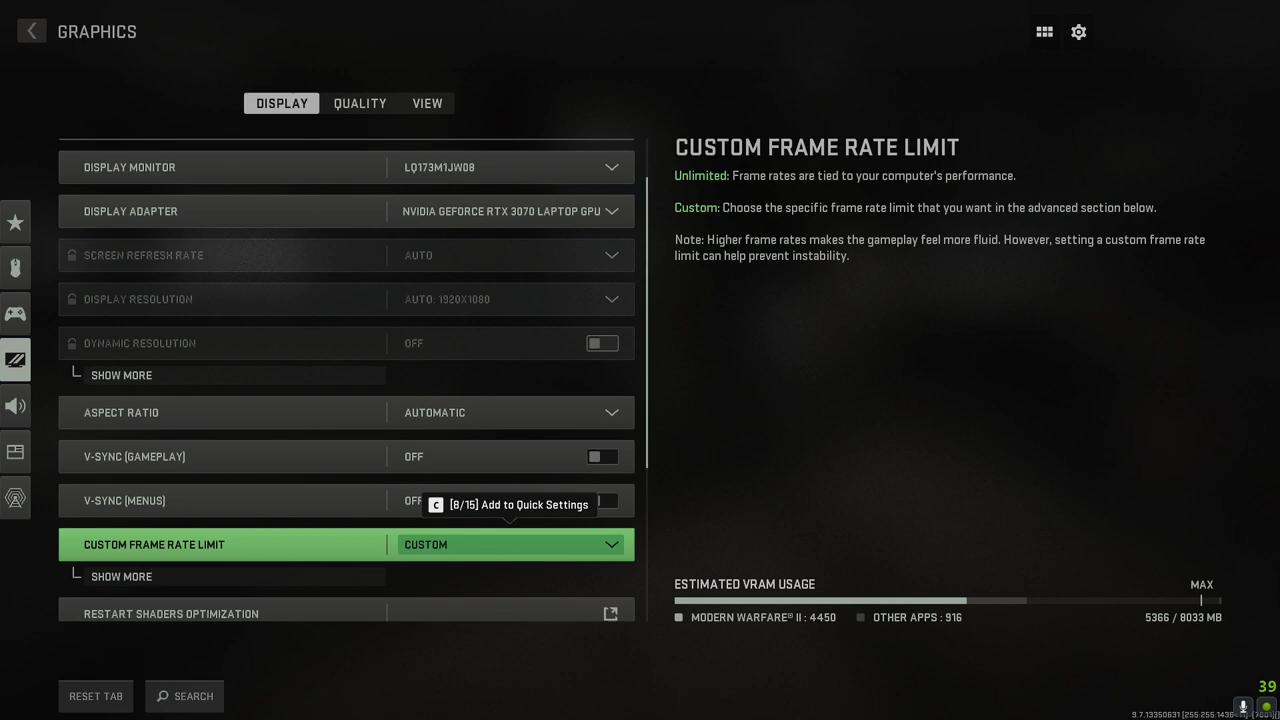 GRAPHICS
DISPLAY
QUALITY
VIEW
DISPLAY MONITOR
LQ173M1JW08
DISPLAY ADAPTER
NVIDIA GEFORCE RTX 3070 LAPTOP GPU
SCREEN REFRESH RATE
AUTO
DISPLAY RESOLUTION
AUTO: 1920X1080
DYNAMIC RESOLUTION
OFF
SHOW MORE
ASPECT RATIO
AUTOMATIC
V-SYNC (GAMEPLAY)
OFF
V-SYNC (MENUS)
C [8/15] Add to Quick Settings
CUSTOM FRAME RATE LIMIT
CUSTOM
SHOW MORE
RESTART SHADERS OPTIMIZATION
RESET TAB
SEARCH
CUSTOM FRAME RATE LIMIT
Unlimited: Frame rates are tied to your computer's performance.
Custom: Choose the specific frame rate limit that you want in the advanced section below.
Note: Higher frame rates makes the gameplay feel more fluid. However, setting a custom frame rate
limit can help prevent instability.
ESTIMATED VRAM USAGE
MAX
MODERN WARFARE® II : 4450
OTHER APPS : 916
5366 / 8033 MB
39